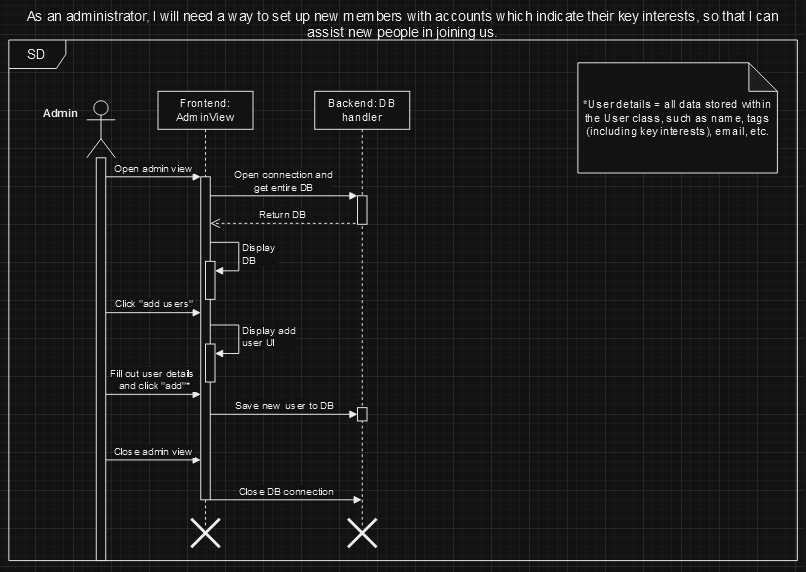 As an administrator, I will need a way to set up new members with accounts which indicate their key interests, so that I can
assist new people in joining us.
SD
Admin
Frontend:
AdminView
Backend: DB
handler
*User details = all data stored within
the User class, such as name, tags
(including key interests), email, etc.
Open admin view
Open connection and
get entire DB
Return DB
Display
DB
Click "add users"
Display add
user UI
Fill out user details
and click "add"*
Save new user to DB
Close admin view
Close DB connection